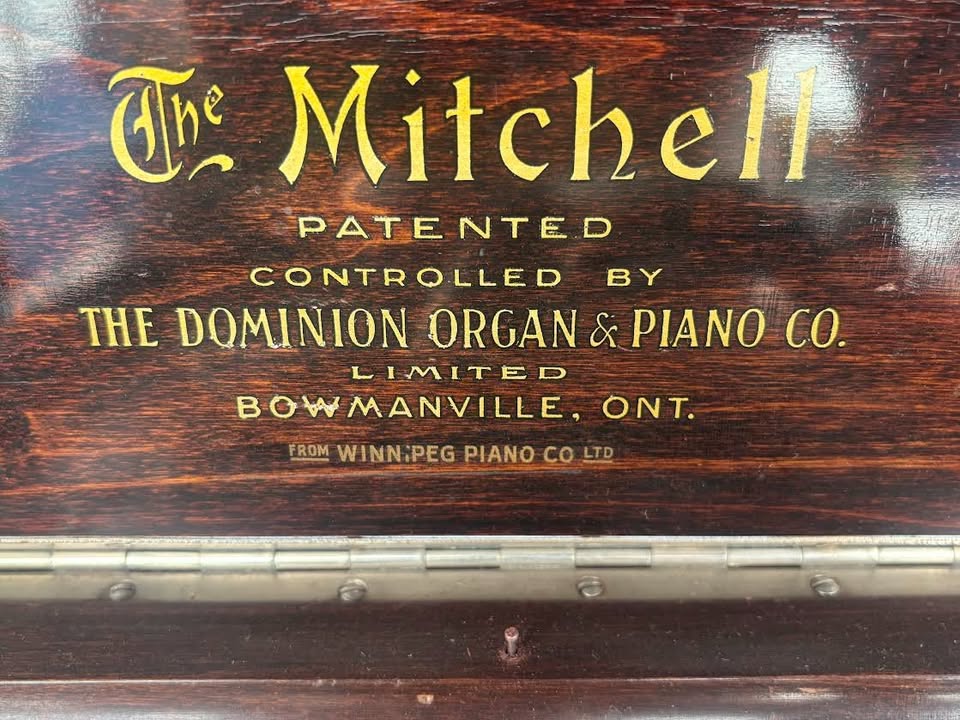 The Mitchell
PATENTED
CONTROLLED BY
THE DOMINION ORGAN & PIANO CO.
LIMITED
BOWMANVILLE, ONT.
FROM WINNIPEG PIANO CO LTD